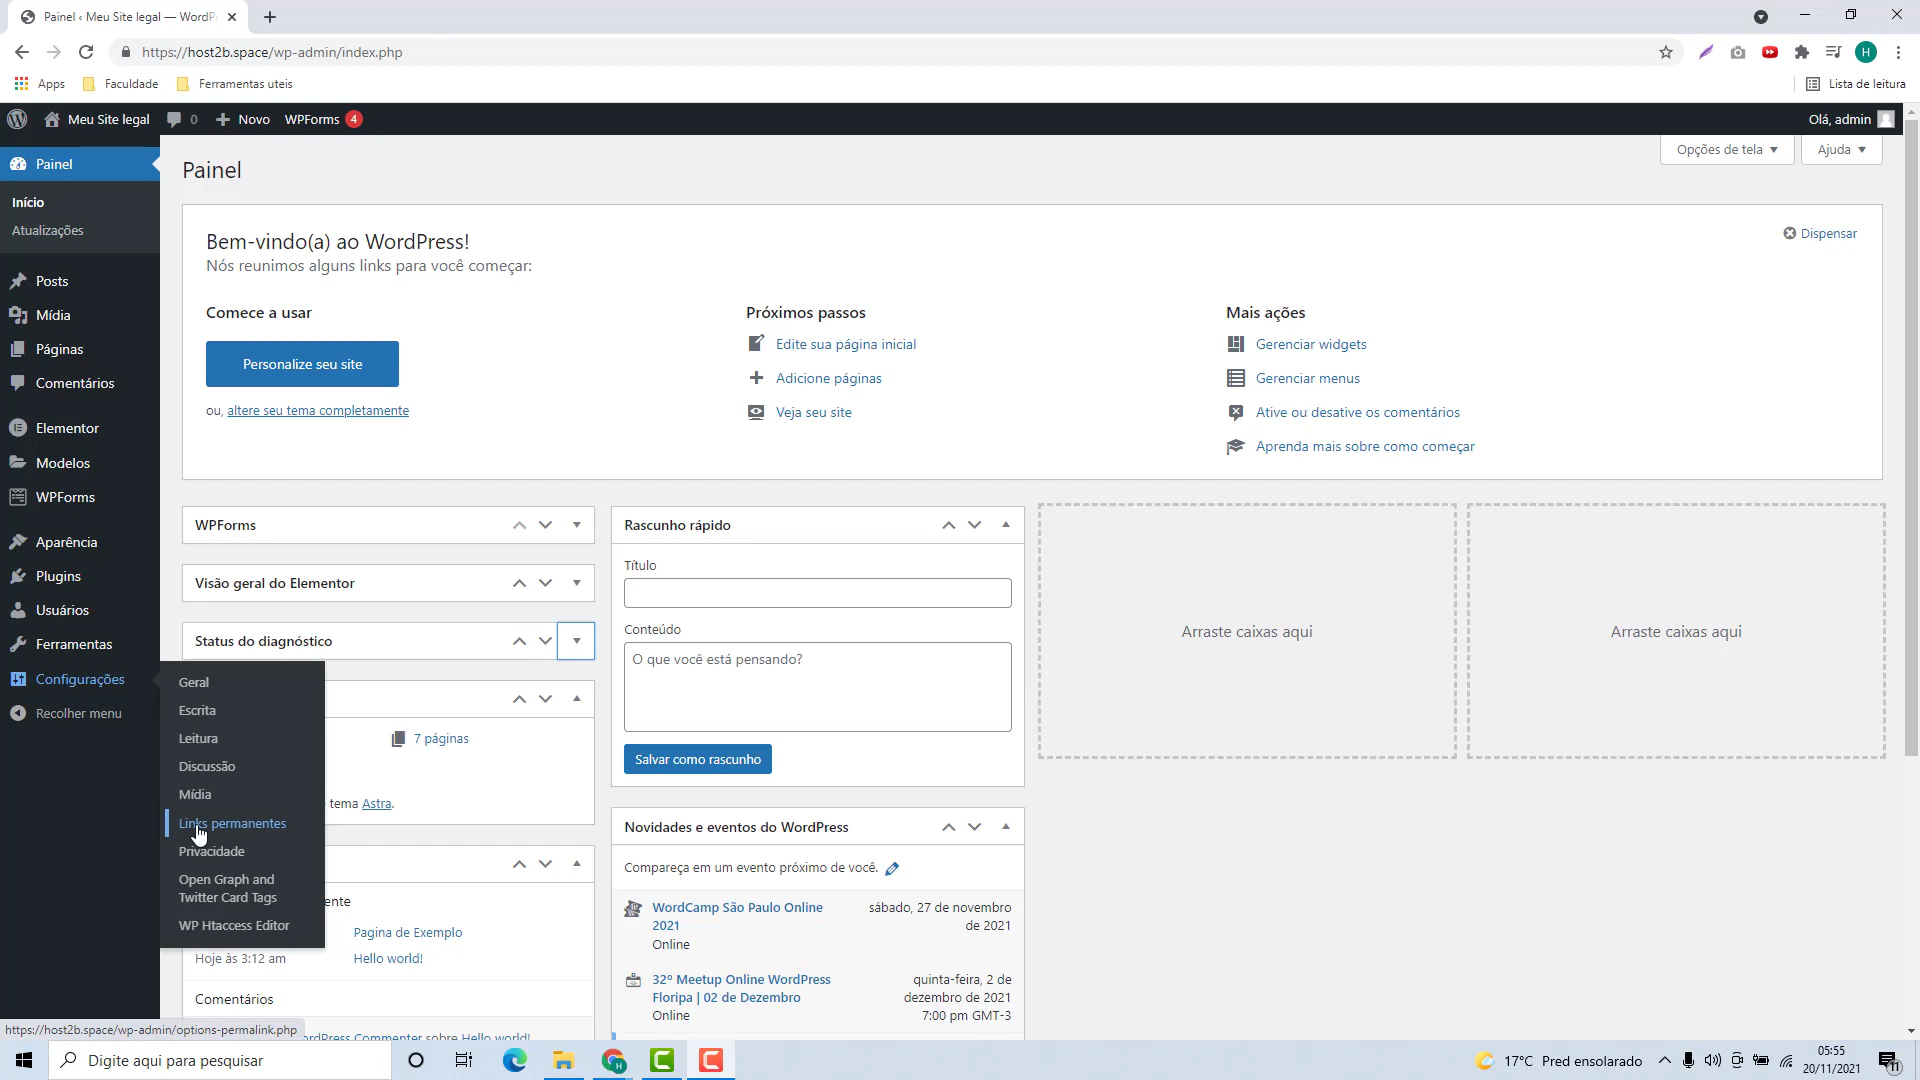 Painel ‹ Meu Site legal — WordP
https://host2b.space/wp-admin/index.php
H
Apps
Faculdade
Ferramentas uteis
Lista de leitura
Meu Site legal
0
Novo
WPForms 4
Olá, admin
Painel
Início
Atualizações
Posts
Mídia
Páginas
Comentários
Elementor
Modelos
WPForms
Aparência
Plugins
Usuários
Ferramentas
Configurações
Recolher menu
Geral
Escrita
Leitura
Discussão
Mídia
Links permanentes
Privacidade
Open Graph and
Twitter Card Tags
WP Htaccess Editor
Painel
Opções de tela
Ajuda
Bem-vindo(a) ao WordPress!
Nós reunimos alguns links para você começar:
Dispensar
Comece a usar
Personalize seu site
ou, altere seu tema completamente
Próximos passos
Edite sua página inicial
Adicione páginas
Veja seu site
Mais ações
Gerenciar widgets
Gerenciar menus
Ative ou desative os comentários
Aprenda mais sobre como começar
WPForms
Visão geral do Elementor
Status do diagnóstico
7 páginas
tema Astra.
ente
Pagina de Exemplo
Hoje às 3:12 am
Hello world!
Comentários
WordPress Commenter sobre Hello world!
Rascunho rápido
Título
Conteúdo
O que você está pensando?
Salvar como rascunho
Novidades e eventos do WordPress
Compareça em um evento próximo de você.
WordCamp São Paulo Online
2021
Online
sábado, 27 de novembro
de 2021
32º Meetup Online WordPress
Floripa | 02 de Dezembro
Online
quinta-feira, 2 de
dezembro de 2021
7:00 pm GMT-3
Arraste caixas aqui
Arraste caixas aqui
https://host2b.space/wp-admin/options-permalink.php
Digite aqui para pesquisar
17°C Pred ensolarado
05:55
20/11/2021
11